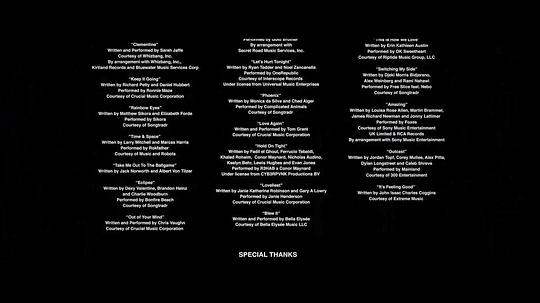 "Clementine"
Written and Performed by Sarah Jaffe
Courtesy of Whizbang, Inc.,
By arrangement with Whizbang, Inc.,
Kirtland Records and Bluewater Music Services Corp
"Keep It Going"
Written by Richard Petty and Daniel Hubbert
Performed by Ronnie Maze
Courtesy of Crucial Music Corporation
"Rainbow Eyes"
Written by Matthew Sikora and Elizabeth Forde
Performed by Sikora
Courtesy of Songtradr
"Time & Space"
Written by Larry Mitchell and Marcas Harris
Performed by Rokfather
Courtesy of Music and Robots
"Take Me Out To The Ballgame"
Written by Jack Norworth and Albert Von Tilzer
"Eclipse"
Written by Dexy Valentine, Brandon Heinz
and Charlie Woodburn
Performed by Bonfire Beach
Courtesy of Songtradr
"Out of Your Mind"
Written and Performed by Chris Vaughn
Courtesy of Crucial Music Corporation
Performed by Gold Brother
By arrangement with
Secret Road Music Services, Inc.
"Let's Hurt Tonight"
Written by Ryan Tedder and Noel Zancanella
Performed by OneRepublic
Courtesy of Interscope Records
Under license from Universal Music Enterprises
"Phoenix"
Written by Monica da Silva and Chad Alger
Performed by Complicated Animals
Courtesy of Songtradr
"Love Again"
Written and Performed by Tom Grant
Courtesy of Crucial Music Corporation
"Hold On Tight"
Written by Fadil el Ghoul, Ferruccio Tebaldi,
Khaled Rohaim, Conor Maynard, Nicholas Audino,
Kaelyn Behr, Lewis Hughes and Evan Jones
Performed by R3HAB x Conor Maynard
Under license from CYB3RPVNK Productions BV
"Loveliest"
Written by Janie Katherine Robinson and Gary A Lowry
Performed by Janie Henderson
Courtesy of Crucial Music Corporation
"Blew It"
Written and Performed by Bella Elysée
Courtesy of Bella Elysée Music LLC
"This Is How We Love"
Written by Erin Kathleen Austin
Performed by OK Sweetheart
Courtesy of Riptide Music Group, LLC
"Switching My Side"
Written by Djeki Morris Bidjerano,
Alex Weinberg and Rami Nahawi
Performed by Free Slice feat. Nebo
Courtesy of Songtradr
"Amazing"
Written by Louisa Rose Allen, Martin Brammer,
James Richard Newman and Jonny Lattimer
Performed by Foxes
Courtesy of Sony Music Entertainment
UK Limited & RCA Records
By arrangement with Sony Music Entertainment
"Outcast"
Written by Jordan Topf, Corey Mullee, Alex Pitta,
Dylan Longstreet and Caleb Shreve
Performed by Mainland
Courtesy of 300 Entertainment
"It's Feeling Good"
Written by John Isaac Charles Coggins
Courtesy of Extreme Music
SPECIAL THANKS